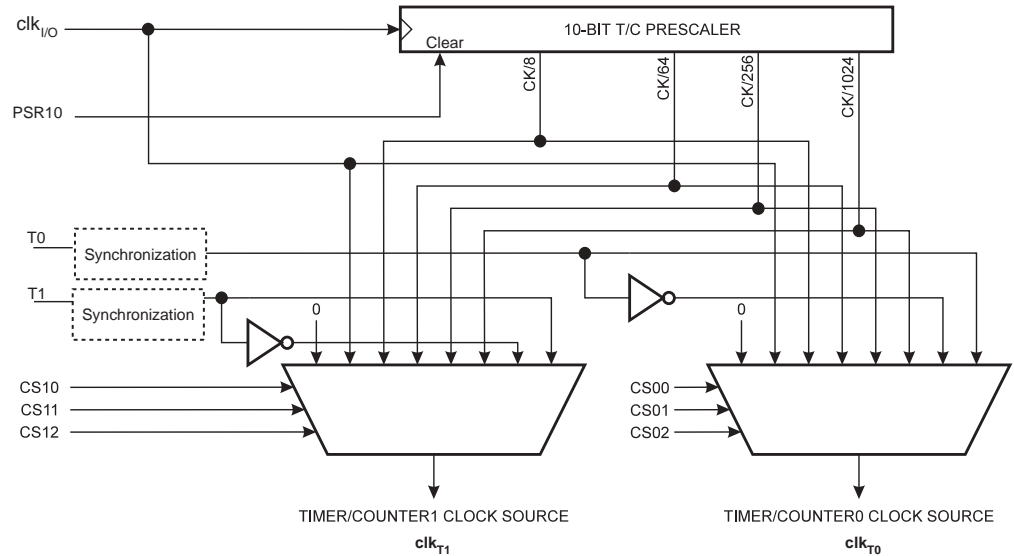 clkI/O
10-BIT T/C PRESCALER
Clear
CK/8
CK/64
CK/256
CK/1024
PSR10
T0
Synchronization
T1
Synchronization
0
0
CS10
CS11
CS12
CS00
CS01
CS02
TIMER/COUNTER1 CLOCK SOURCE
clkT1
TIMER/COUNTER0 CLOCK SOURCE
clkT0